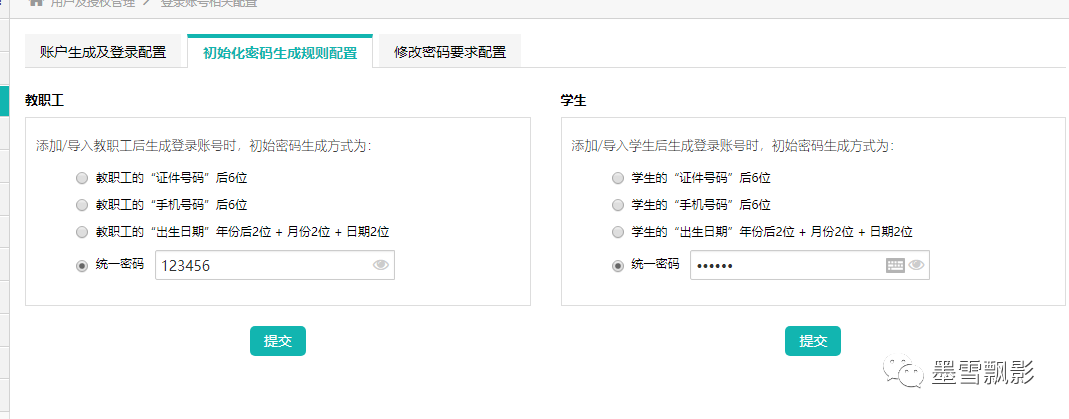 用户及授权管理 > 登录账号相关配置
账户生成及登录配置
初始化密码生成规则配置
修改密码要求配置
教职工
添加/导入教职工后生成登录账号时，初始密码生成方式为：
教职工的“证件号码”后6位
教职工的“手机号码”后6位
教职工的“出生日期”年份后2位 + 月份2位 + 日期2位
统一密码 123456
提交
学生
添加/导入学生后生成登录账号时，初始密码生成方式为：
学生的“证件号码”后6位
学生的“手机号码”后6位
学生的“出生日期”年份后2位 + 月份2位 + 日期2位
统一密码 ••••••
提交
墨雪飘影